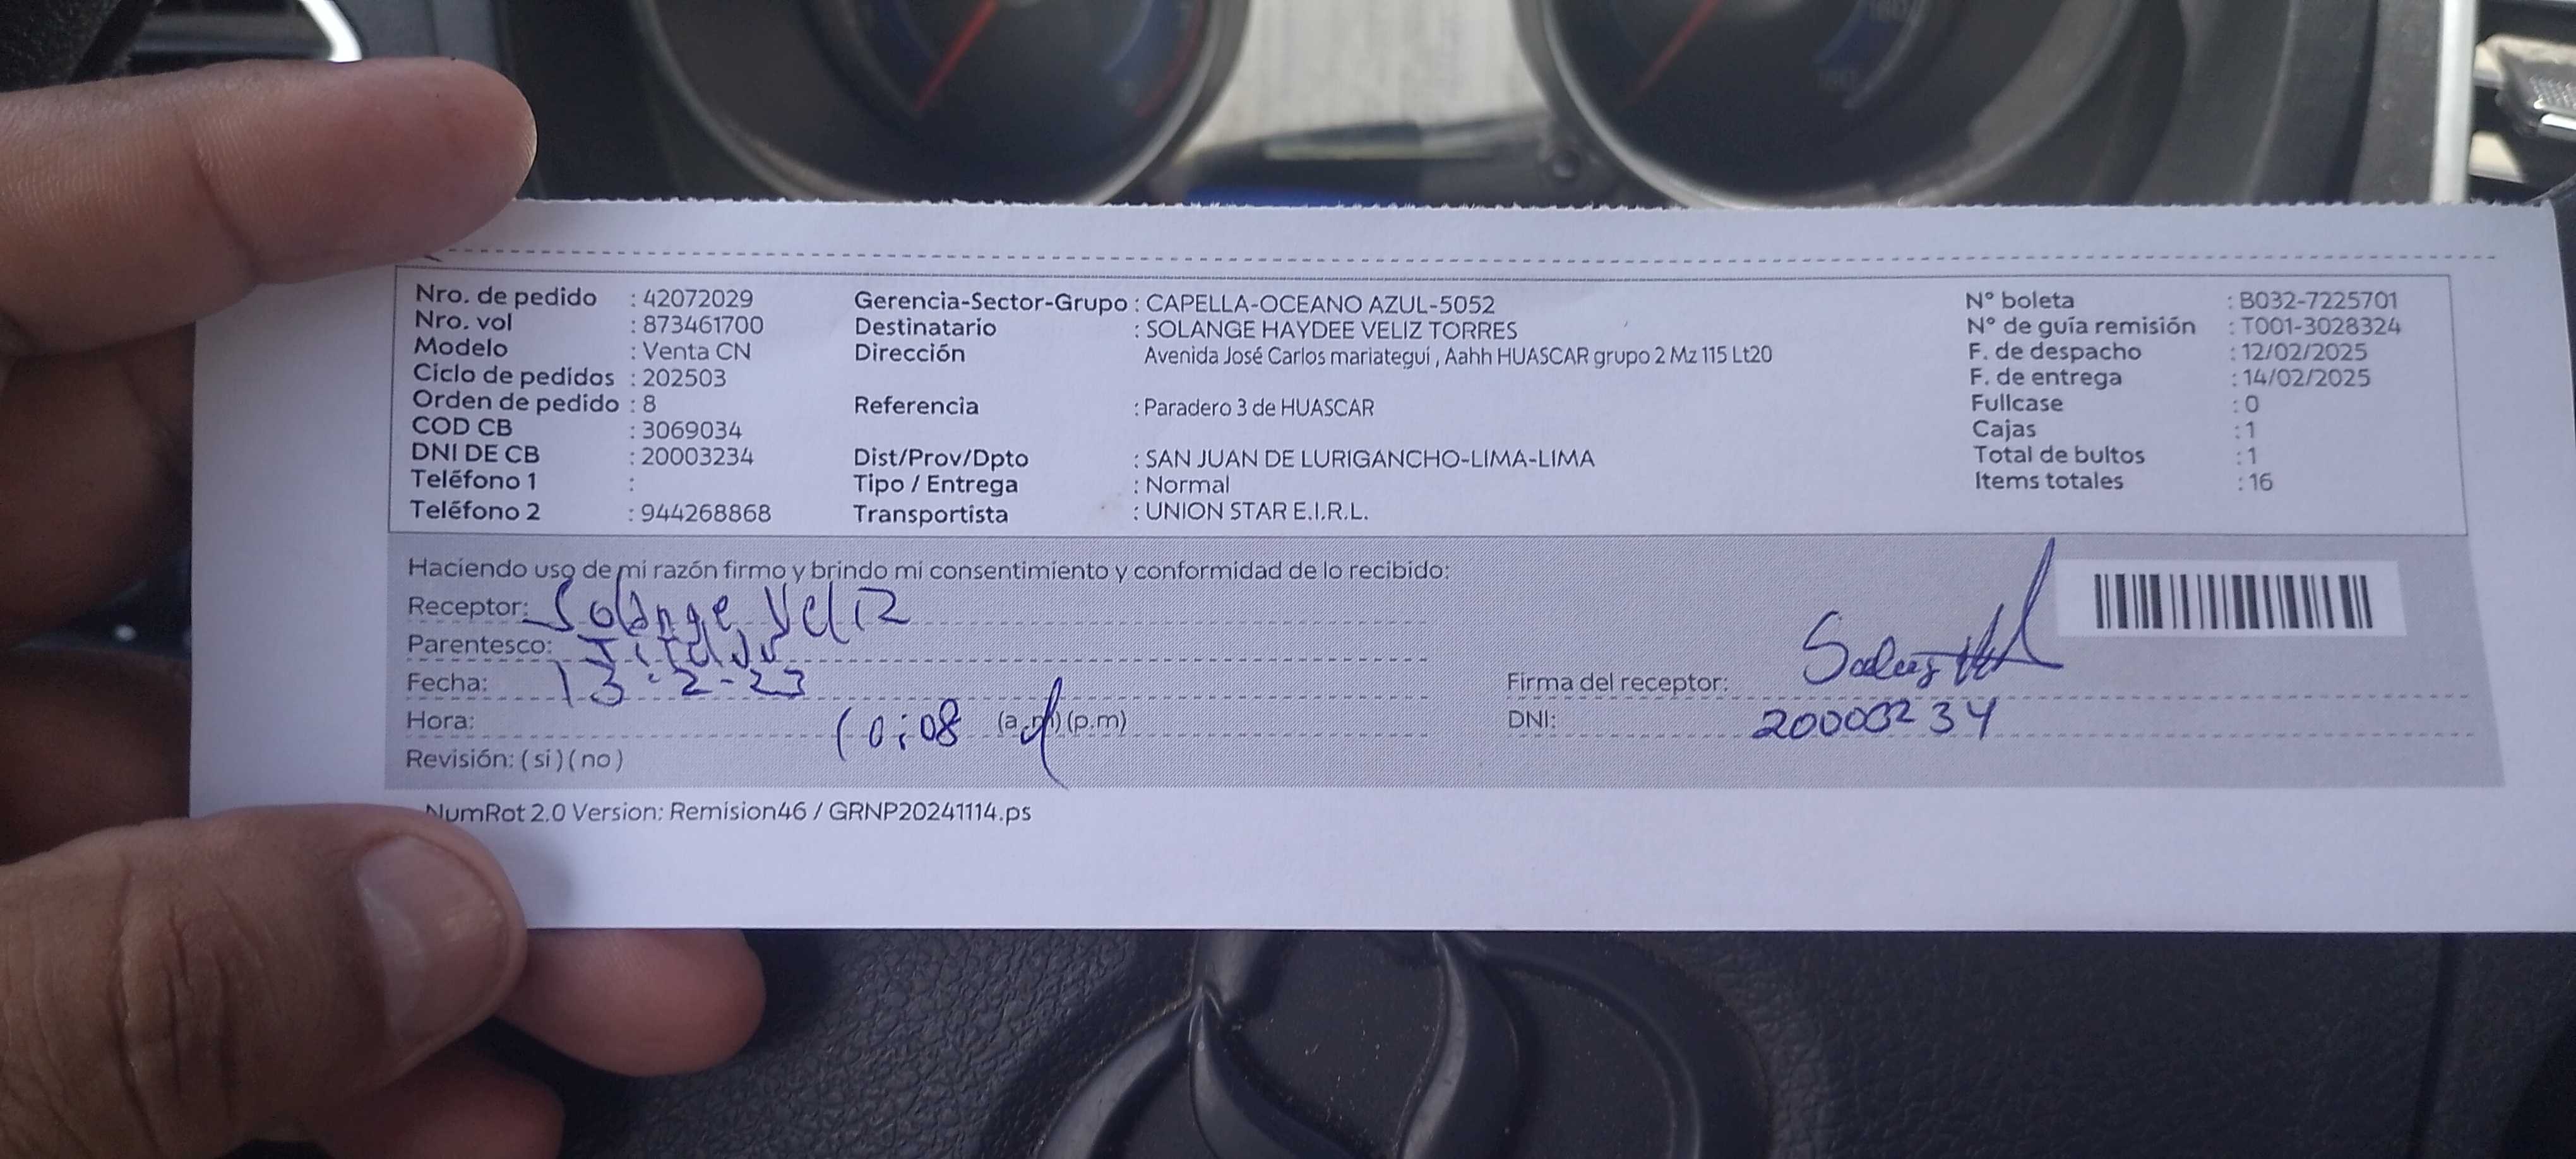 Nro. de pedido : 42072029
Nro. vol : 873461700
Modelo : Venta CN
Ciclo de pedidos : 202503
Orden de pedido : 8
COD CB : 3069034
DNI DE CB : 20003234
Teléfono 1 :
Teléfono 2 : 944268868
Gerencia-Sector-Grupo : CAPELLA-OCEANO AZUL-5052
Destinatario : SOLANGE HAYDEE VELIZ TORRES
Dirección Avenida José Carlos mariategui , Aahh HUASCAR grupo 2 Mz 115 Lt20
Referencia : Paradero 3 de HUASCAR
Dist/Prov/Dpto : SAN JUAN DE LURIGANCHO-LIMA-LIMA
Tipo / Entrega : Normal
Transportista : UNION STAR E.I.R.L.
N° boleta : B032-7225701
N° de guía remisión : T001-3028324
F. de despacho : 12/02/2025
F. de entrega : 14/02/2025
Fullcase : 0
Cajas : 1
Total de bultos : 1
Items totales : 16
Haciendo uso de mi razón firmo y brindo mi consentimiento y conformidad de lo recibido:
Receptor: Solange Veliz
Parentesco:
Fecha: 13-2-23
Hora: 10:08 (a.m) (p.m)
Revisión: ( si ) ( no )
Firma del receptor:
DNI:
NumRot 2.0 Version: Remision46 / GRNP20241114.ps